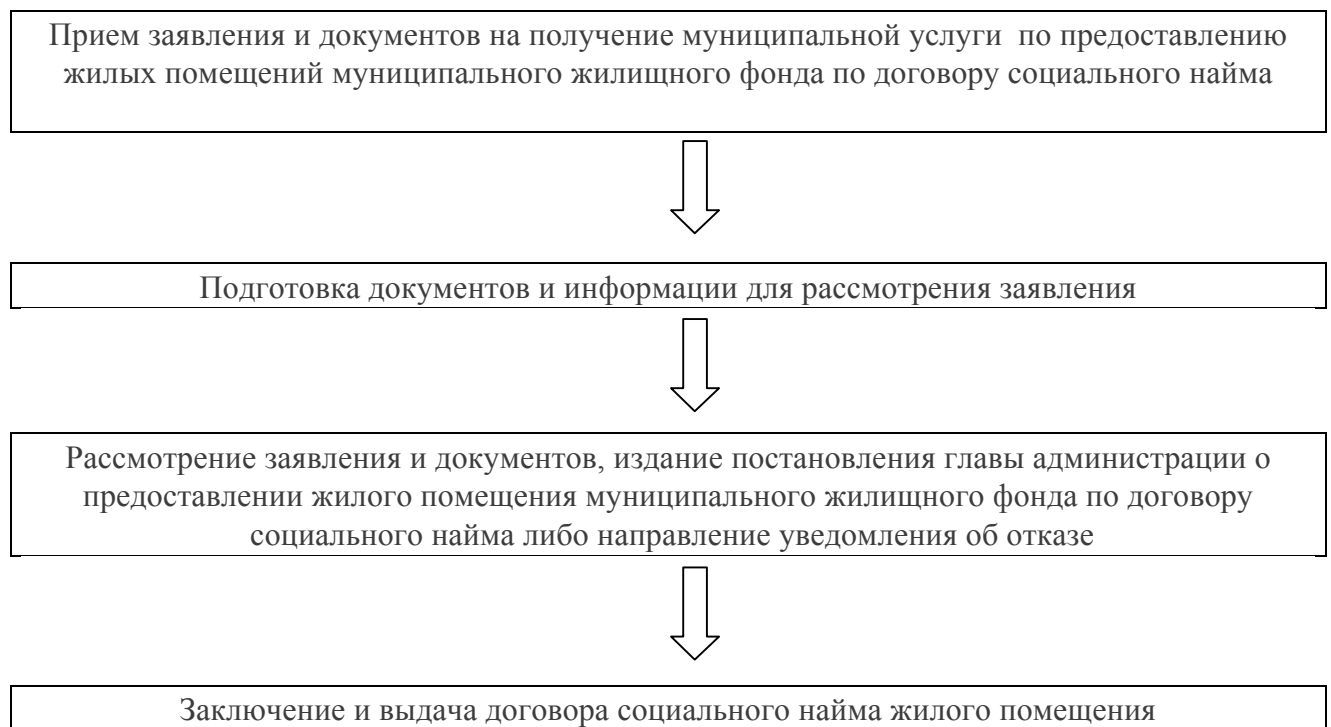 Прием заявления и документов на получение муниципальной услуги  по предоставлению
жилых помещений муниципального жилищного фонда по договору социального найма
Подготовка документов и информации для рассмотрения заявления
Рассмотрение заявления и документов, издание постановления главы администрации о
предоставлении жилого помещения муниципального жилищного фонда по договору
социального найма либо направление уведомления об отказе
Заключение и выдача договора социального найма жилого помещения